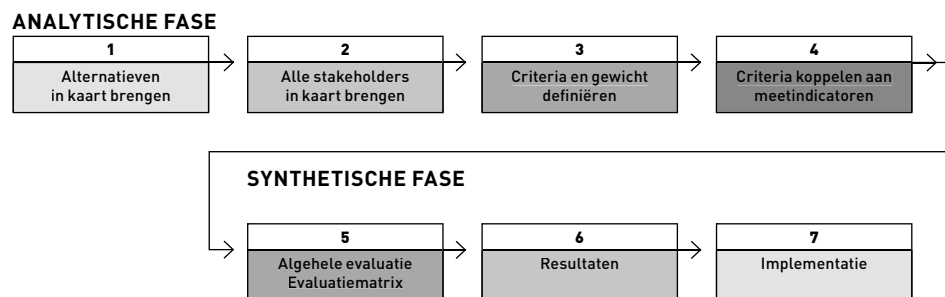 ANALYTISCHE FASE
1
Alternatieven
in kaart brengen
2
Alle stakeholders
in kaart brengen
3
Criteria en gewicht
definiëren
4
Criteria koppelen aan
meetindicatoren
SYNTHETISCHE FASE
5
Algehele evaluatie
Evaluatiematrix
6
Resultaten
7
Implementatie